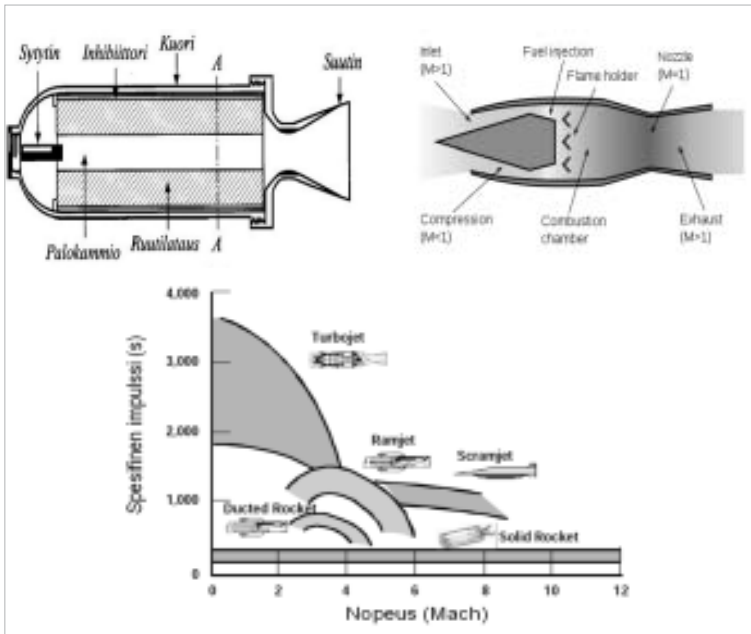 Sytytin
Inhibiittori
Kuori
A
Suutin
Palokammio
Ruutilataus
A
Inlet
(M>1)
Fuel injection
Flame holder
Nozzle
(M=1)
Compression
(M<1)
Combustion
chamber
Exhaust
(M>1)
Spesifinen impulssi (s)
4,000
3,000
2,000
1,000
0
Turbojet
Ramjet
Scramjet
Ducted Rocket
Solid Rocket
0
2
4
6
8
10
12
Nopeus (Mach)